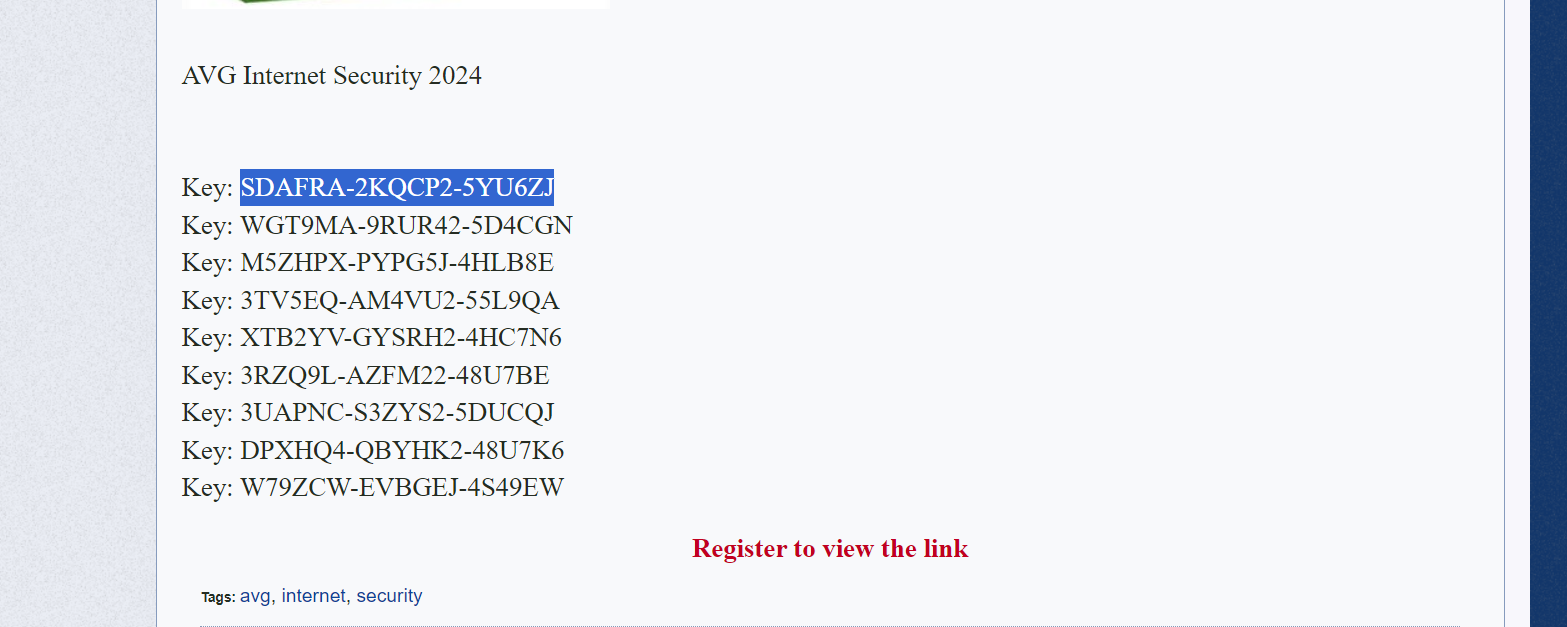 AVG Internet Security 2024
Key: SDAFRA-2KQCP2-5YU6ZJ
Key: WGT9MA-9RUR42-5D4CGN
Key: M5ZHPX-PYPG5J-4HLB8E
Key: 3TV5EQ-AM4VU2-55L9QA
Key: XTB2YV-GYSRH2-4HC7N6
Key: 3RZQ9L-AZFM22-48U7BE
Key: 3UAPNC-S3ZYS2-5DUCQJ
Key: DPXHQ4-QBYHK2-48U7K6
Key: W79ZCW-EVBGEJ-4S49EW
Register to view the link
Tags: avg, internet, security